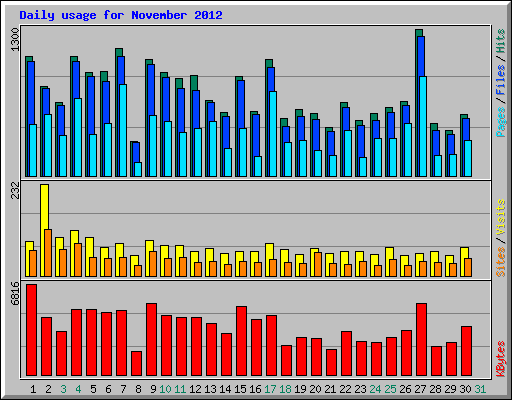 Daily usage for November 2012
1300
Pages / Files / Hits
232
Sites / Visits
6816
KBytes
1 2 3 4 5 6 7 8 9 10 11 12 13 14 15 16 17 18 19 20 21 22 23 24 25 26 27 28 29 30 31